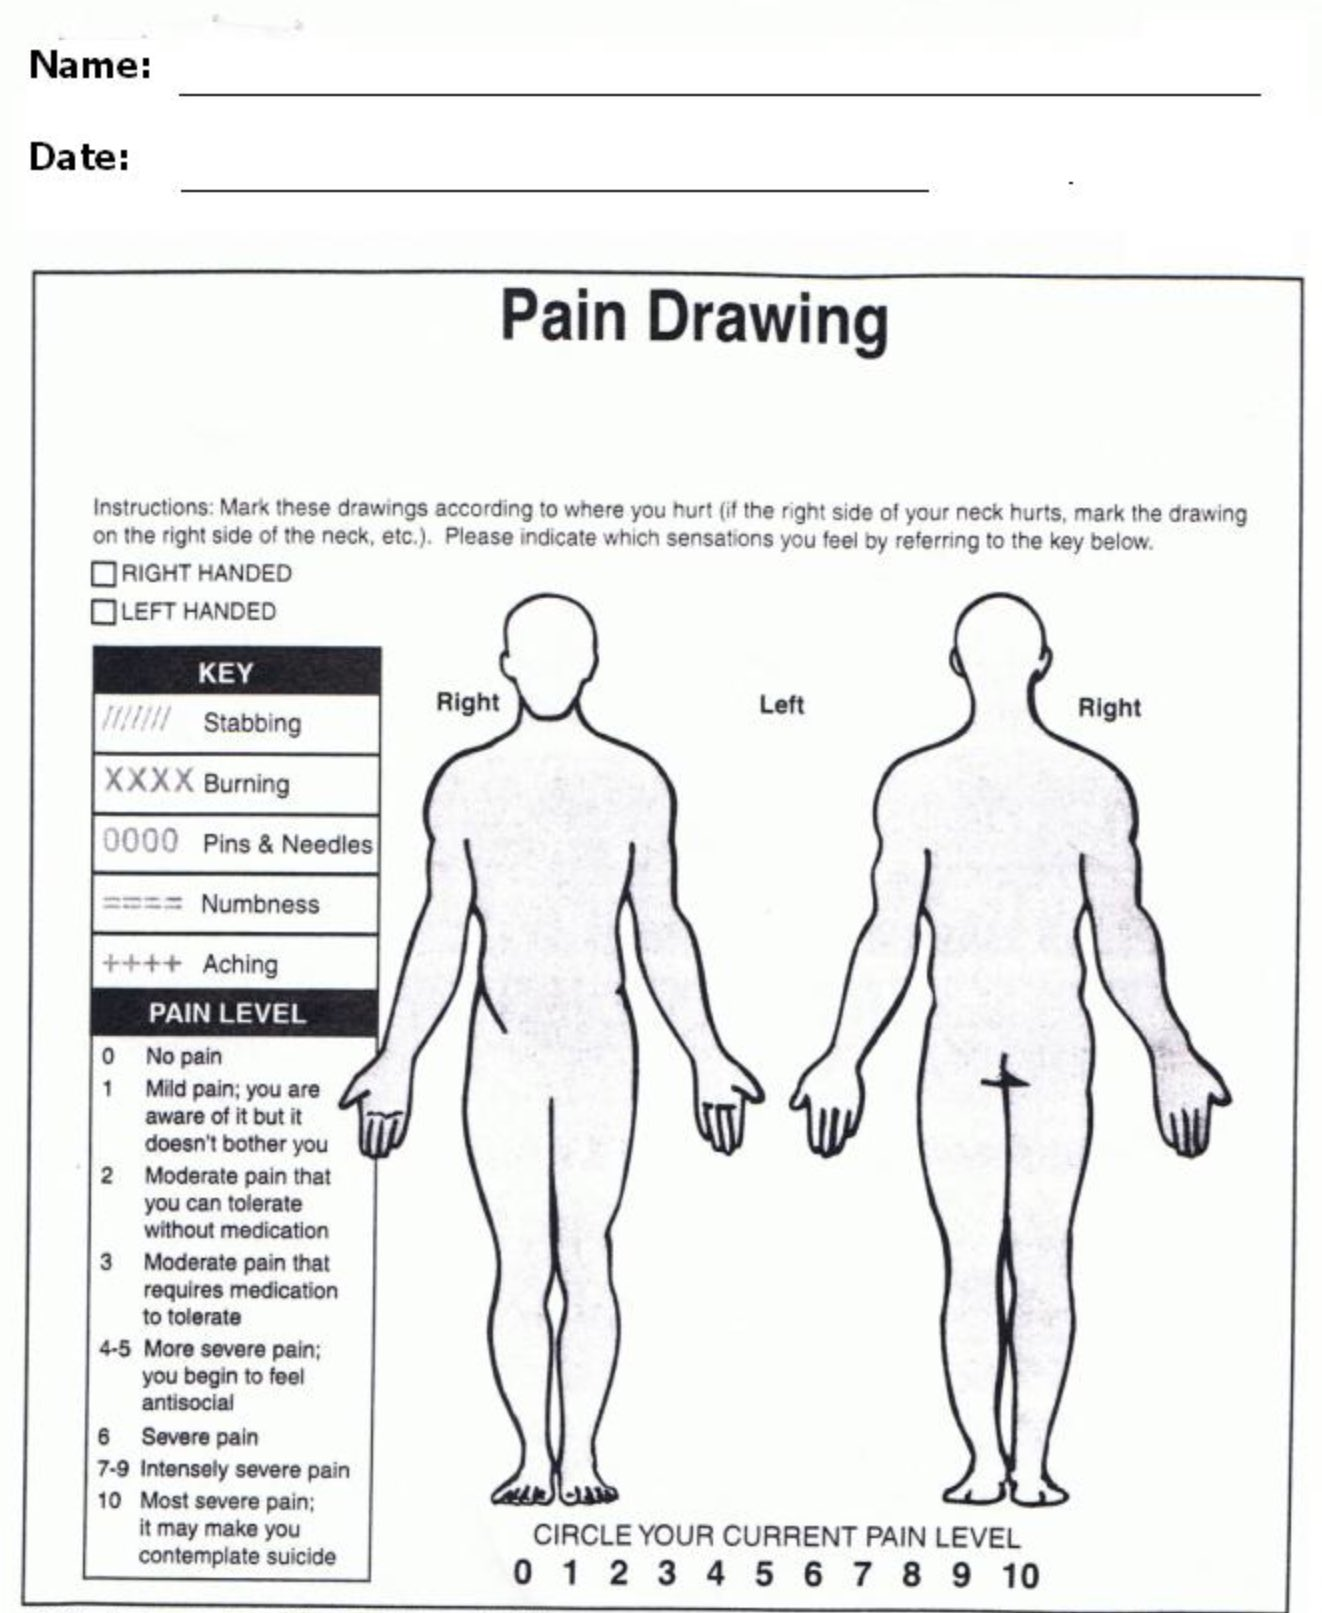 Name:
Date:
Pain Drawing
Instructions: Mark these drawings according to where you hurt (if the right side of your neck hurts, mark the drawing
on the right side of the neck, etc.). Please indicate which sensations you feel by referring to the key below.
RIGHT HANDED
LEFT HANDED
KEY
/////// Stabbing
XXXX Burning
0000 Pins & Needles
==== Numbness
++++ Aching
PAIN LEVEL
0 No pain
1 Mild pain; you are
aware of it but it
doesn't bother you
2 Moderate pain that
you can tolerate
without medication
3 Moderate pain that
requires medication
to tolerate
4-5 More severe pain;
you begin to feel
antisocial
6 Severe pain
7-9 Intensely severe pain
10 Most severe pain;
it may make you
contemplate suicide
Right
Left
Right
CIRCLE YOUR CURRENT PAIN LEVEL
0 1 2 3 4 5 6 7 8 9 10